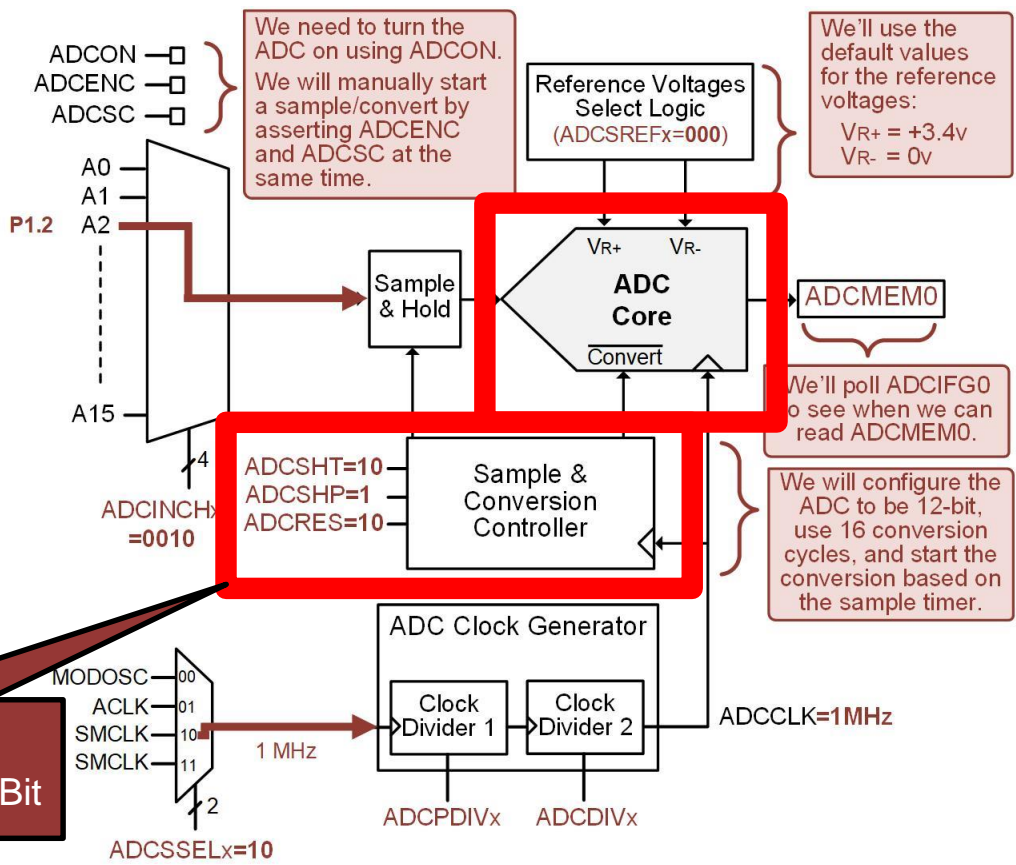 We need to turn the
ADC on using ADCON.
We will manually start
a sample/convert by
asserting ADCENC
and ADCSC at the
same time.
ADCON
ADCENC
ADCSC
Reference Voltages
Select Logic
(ADCSREFx=000)
We'll use the
default values
for the reference
voltages:
VR+ = +3.4v
VR- = 0v
A0
A1
P1.2 A2
A15
4
ADCINCHx
=0010
Sample
& Hold
VR+ VR-
ADC
Core
Convert
ADCMEM0
We'll poll ADCIFG0
to see when we can
read ADCMEM0.
ADCSHT=10
ADCSHP=1
ADCRES=10
Sample &
Conversion
Controller
We will configure the
ADC to be 12-bit,
use 16 conversion
cycles, and start the
conversion based on
the sample timer.
ADC Clock Generator
MODOSC 00
ACLK 01
SMCLK 10
SMCLK 11
2
ADCSSELx=10
1 MHz
Clock
Divider 1
Clock
Divider 2
ADCCLK=1MHz
ADCPDIVx ADCDIVx
Bit